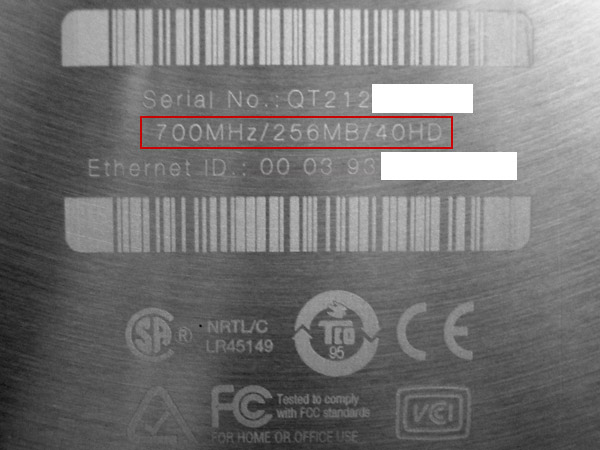 Serial No.: QT212
700MHz/256MB/40HD
Ethernet ID.: 00 03 93
SA ®
NRTL/C
LR45149
TCO
95
CE
FC
Tested to comply
with FCC standards
FOR HOME OR OFFICE USE
VCI